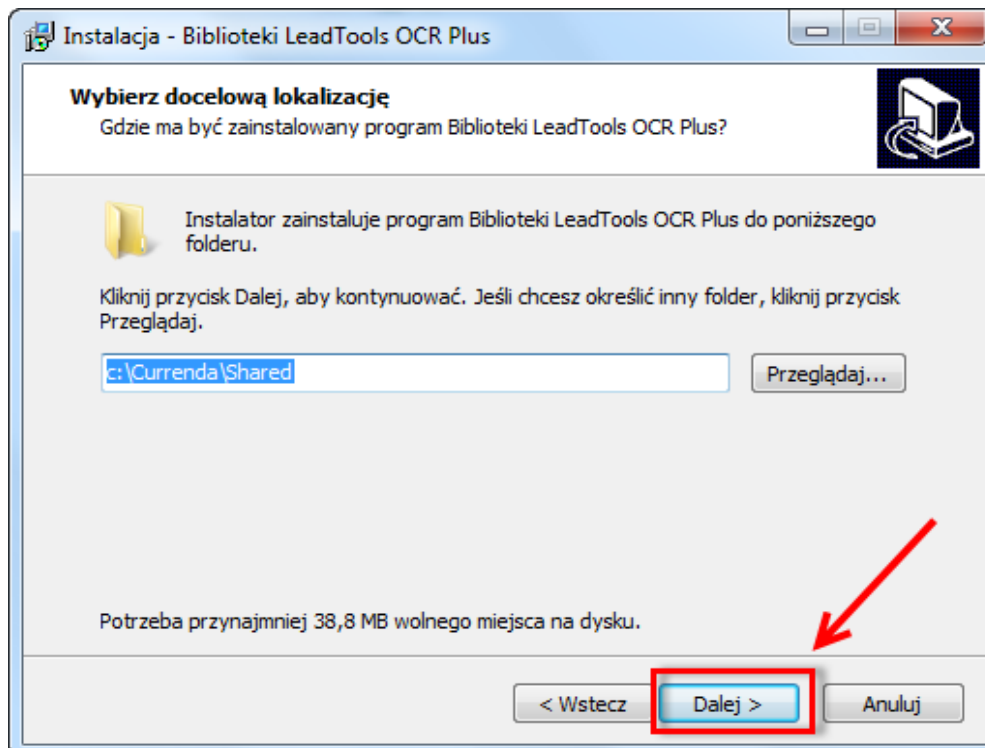 Instalacja - Biblioteki LeadTools OCR Plus
Wybierz docelową lokalizację
Gdzie ma być zainstalowany program Biblioteki LeadTools OCR Plus?
Instalator zainstaluje program Biblioteki LeadTools OCR Plus do poniższego
folderu.
Kliknij przycisk Dalej, aby kontynuować. Jeśli chcesz określić inny folder, kliknij przycisk
Przeglądaj.
c:\Currenda\Shared
Przeglądaj...
Potrzeba przynajmniej 38,8 MB wolnego miejsca na dysku.
< Wstecz
Dalej >
Anuluj